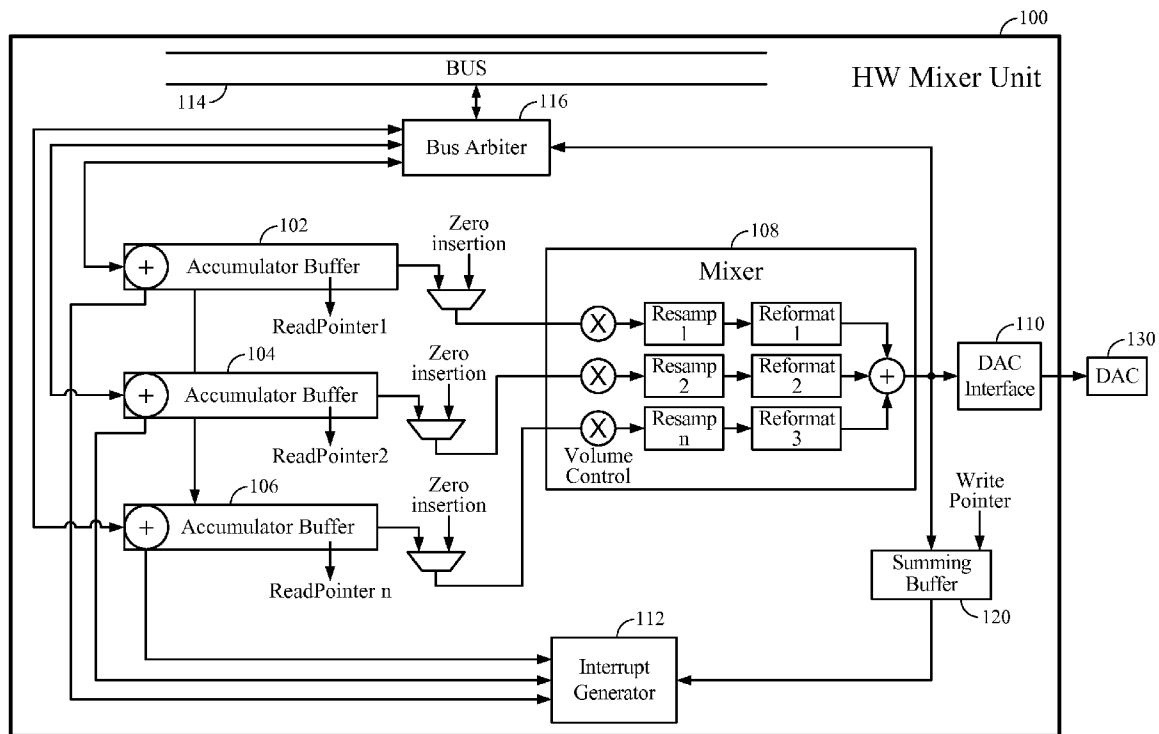 100
HW Mixer Unit
BUS
114
116
Bus Arbiter
102
+
Accumulator Buffer
Zero
insertion
ReadPointer1
108
Mixer
X
Resamp
1
Reformat
1
104
+
Accumulator Buffer
Zero
insertion
ReadPointer2
X
Resamp
2
Reformat
2
+
110
DAC
Interface
130
DAC
X
Resamp
n
Reformat
3
Volume
Control
106
+
Accumulator Buffer
Zero
insertion
ReadPointer n
Write
Pointer
Summing
Buffer
120
112
Interrupt
Generator